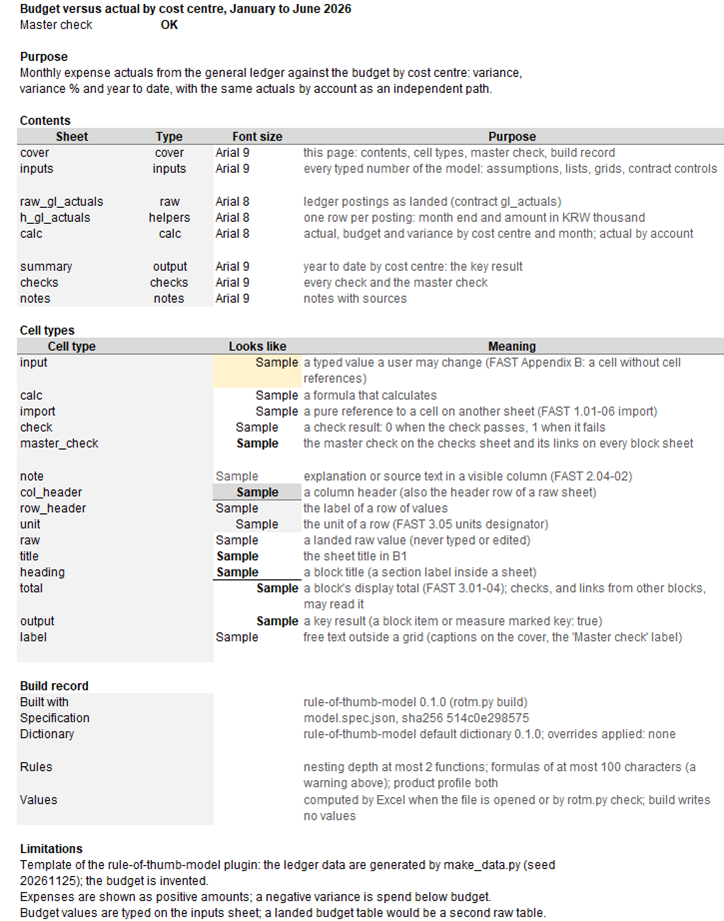 Budget versus actual by cost centre, January to June 2026
Master check OK
Purpose
Monthly expense actuals from the general ledger against the budget by cost centre: variance,
variance % and year to date, with the same actuals by account as an independent path.
Contents
Sheet Type Font size Purpose
cover cover Arial 9 this page: contents, cell types, master check, build record
inputs inputs Arial 9 every typed number of the model: assumptions, lists, grids, contract controls
raw_gl_actuals raw Arial 8 ledger postings as landed (contract gl_actuals)
h_gl_actuals helpers Arial 8 one row per posting: month end and amount in KRW thousand
calc calc Arial 8 actual, budget and variance by cost centre and month; actual by account
summary output Arial 9 year to date by cost centre: the key result
checks checks Arial 9 every check and the master check
notes notes Arial 9 notes with sources
Cell types
Cell type Looks like Meaning
input Sample a typed value a user may change (FAST Appendix B: a cell without cell
references)
calc Sample a formula that calculates
import Sample a pure reference to a cell on another sheet (FAST 1.01-06 import)
check Sample a check result: 0 when the check passes, 1 when it fails
master_check Sample the master check on the checks sheet and its links on every block sheet
note Sample explanation or source text in a visible column (FAST 2.04-02)
col_header Sample a column header (also the header row of a raw sheet)
row_header Sample the label of a row of values
unit Sample the unit of a row (FAST 3.05 units designator)
raw Sample a landed raw value (never typed or edited)
title Sample the sheet title in B1
heading Sample a block title (a section label inside a sheet)
total Sample a block's display total (FAST 3.01-04); checks, and links from other blocks,
may read it
output Sample a key result (a block item or measure marked key: true)
label Sample free text outside a grid (captions on the cover, the 'Master check' label)
Build record
Built with rule-of-thumb-model 0.1.0 (rotm.py build)
Specification model.spec.json, sha256 514c0e298575
Dictionary rule-of-thumb-model default dictionary 0.1.0; overrides applied: none
Rules nesting depth at most 2 functions; formulas of at most 100 characters (a
warning above); product profile both
Values computed by Excel when the file is opened or by rotm.py check; build writes
no values
Limitations
Template of the rule-of-thumb-model plugin: the ledger data are generated by make_data.py (seed
20261125); the budget is invented.
Expenses are shown as positive amounts; a negative variance is spend below budget.
Budget values are typed on the inputs sheet; a landed budget table would be a second raw table.